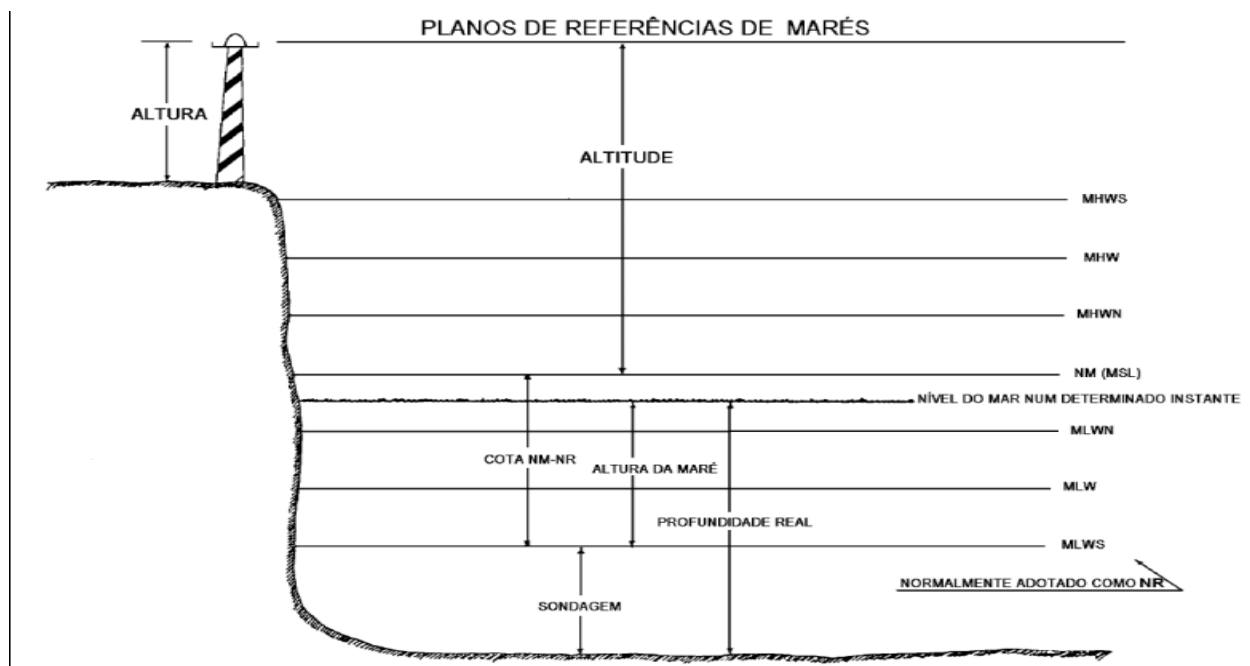 PLANOS DE REFERÊNCIAS DE MARÉS
ALTURA
ALTITUDE
MHWS
MHW
MHWN
NM (MSL)
NÍVEL DO MAR NUM DETERMINADO INSTANTE
MLWN
COTA NM-NR
ALTURA DA MARÉ
MLW
PROFUNDIDADE REAL
MLWS
NORMALMENTE ADOTADO COMO NR
SONDAGEM